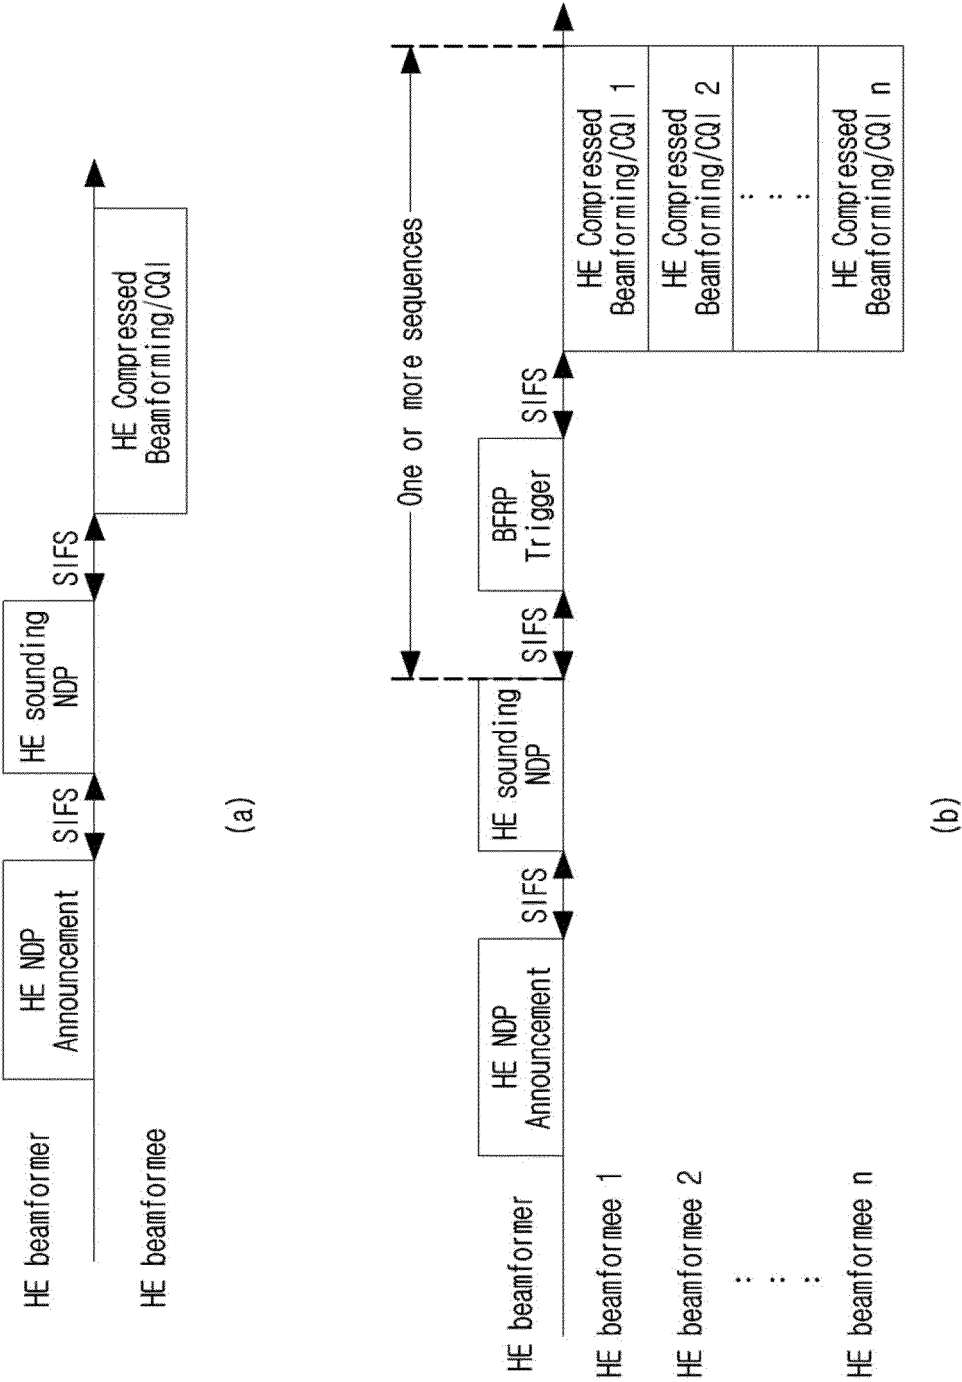 HE beamformer
HE NDP
Announcement
SIFS
HE sounding
NDP
SIFS
HE beamformee
HE Compressed
Beamforming/CQI
(a)
One or more sequences
HE beamformer
HE NDP
Announcement
SIFS
HE sounding
NDP
SIFS
BFRP
Trigger
SIFS
HE beamformee 1
HE Compressed
Beamforming/CQI 1
HE beamformee 2
HE Compressed
Beamforming/CQI 2
HE beamformee n
HE Compressed
Beamforming/CQI n
(b)